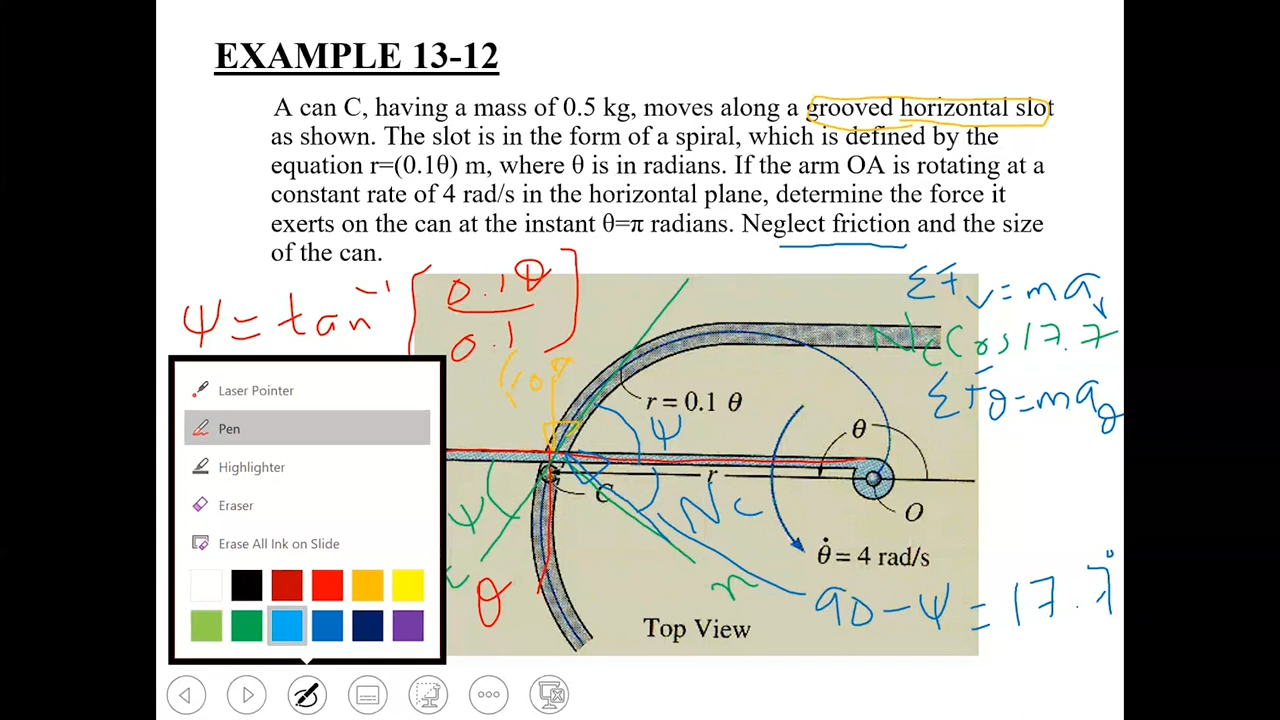 EXAMPLE 13-12
A can C, having a mass of 0.5 kg, moves along a grooved horizontal slot
as shown. The slot is in the form of a spiral, which is defined by the
equation r=(0.1θ) m, where θ is in radians. If the arm OA is rotating at a
constant rate of 4 rad/s in the horizontal plane, determine the force it
exerts on the can at the instant θ=π radians. Neglect friction and the size
of the can.
ψ = tan⁻¹ [0.1θ / 0.1]
ΣFᵣ = maᵣ
N_C Cos 17.7
ΣF_θ = ma_θ
Laser Pointer
Pen
Highlighter
Eraser
Erase All Ink on Slide
r = 0.1 θ
ψ
θ
r
C
O
N_C
ψ
θ
n
θ̇ = 4 rad/s
90 - ψ = 17.7°
Top View